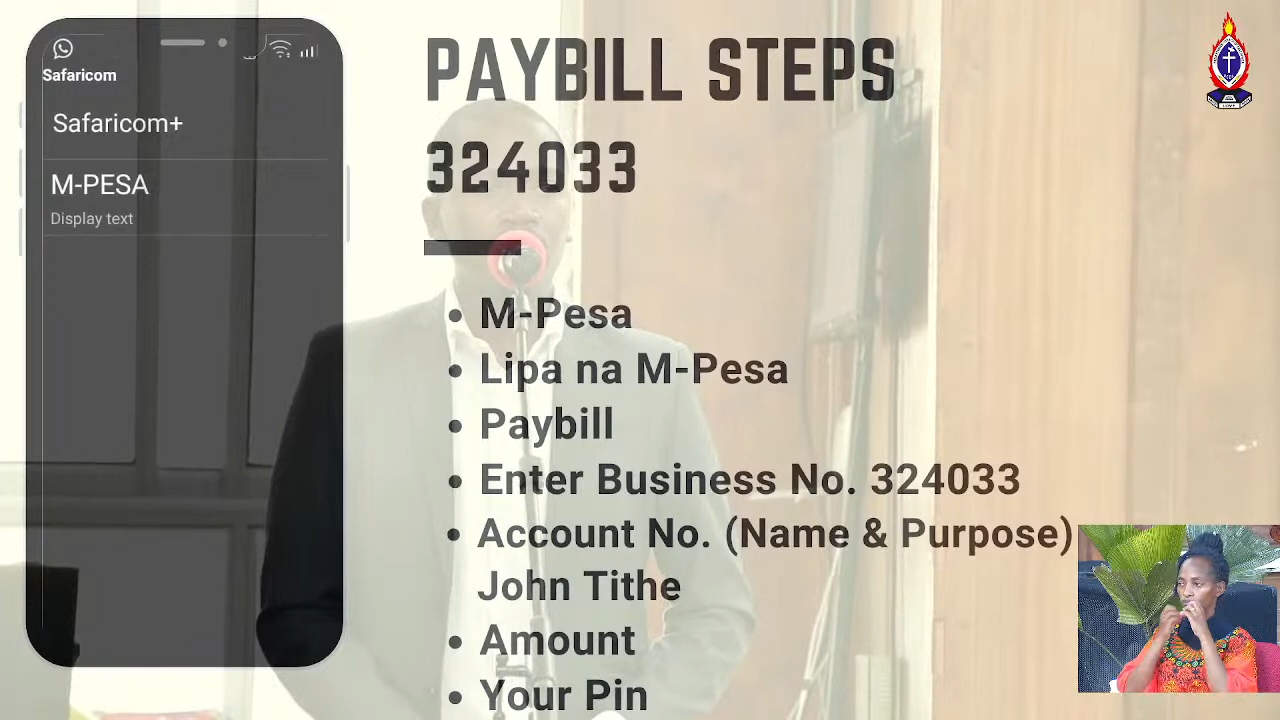 Safaricom
Safaricom+
M-PESA
Display text
PAYBILL STEPS
324033
M-Pesa
Lipa na M-Pesa
Paybill
Enter Business No. 324033
Account No. (Name & Purpose)
John Tithe
Amount
Your Pin